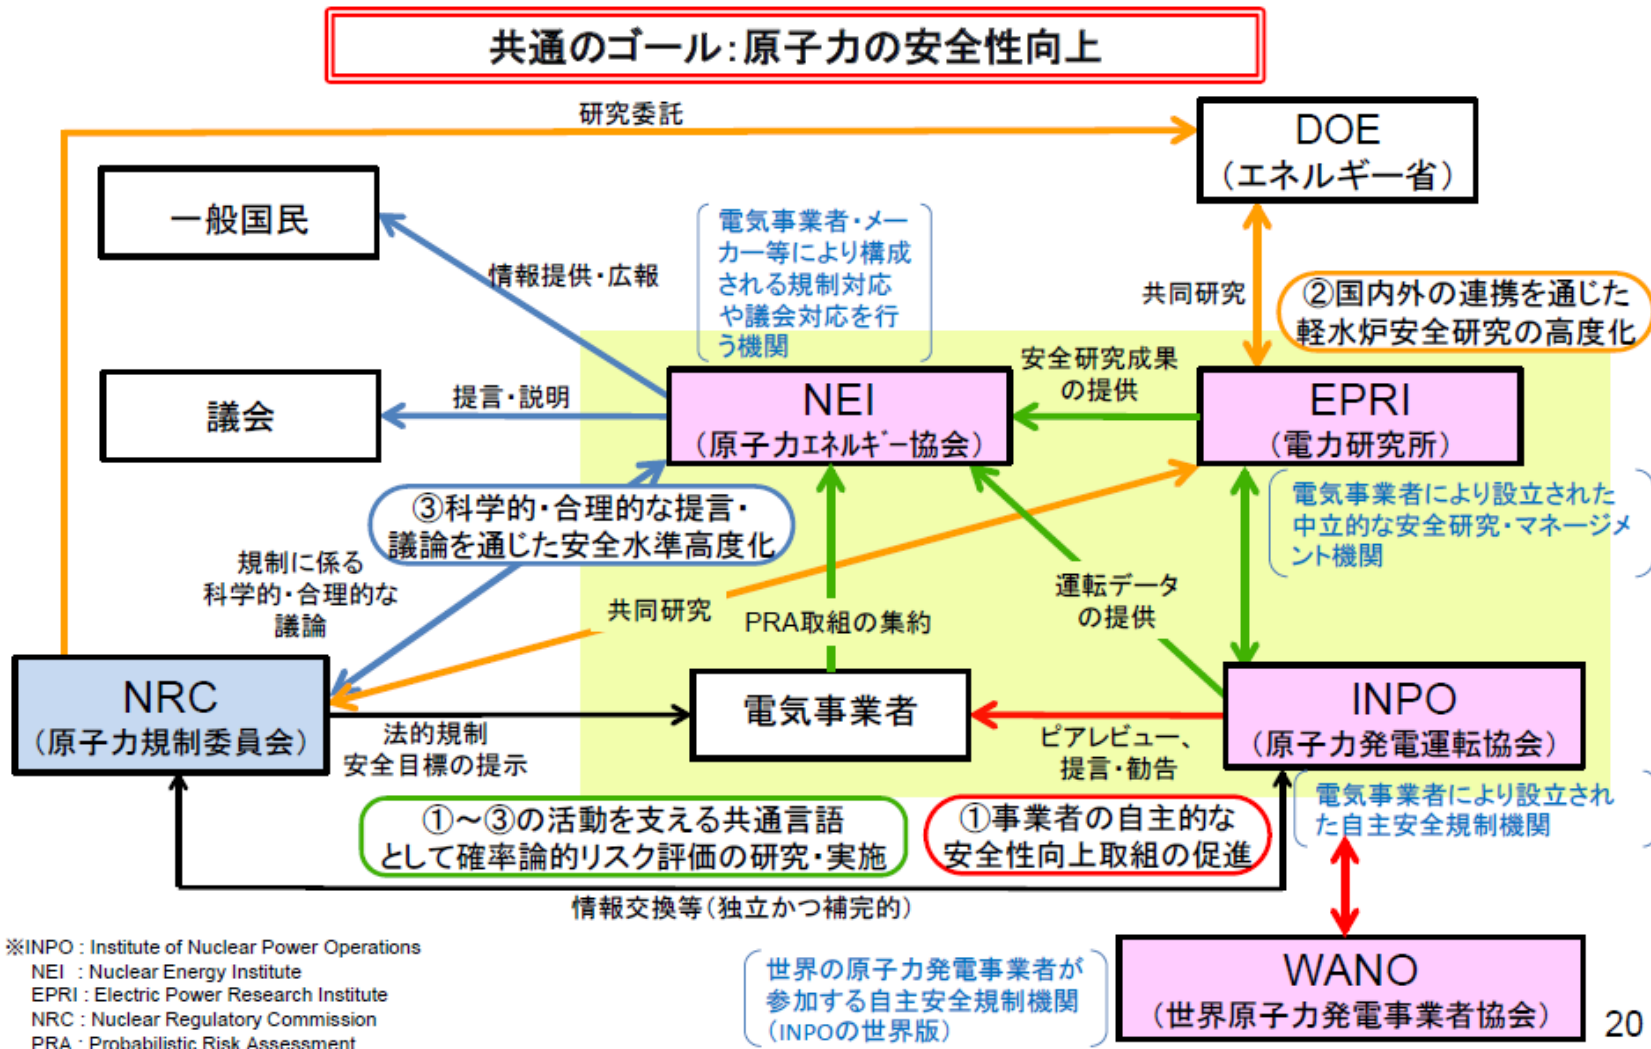 共通のゴール：原子力の安全性向上
研究委託
DOE
（エネルギー省）
一般国民
電気事業者・メー
カー等により構成
される規制対応
や議会対応を行
う機関
情報提供・広報
共同研究
②国内外の連携を通じた
軽水炉安全研究の高度化
安全研究成果
の提供
議会
提言・説明
NEI
（原子力エネルギー協会）
EPRI
（電力研究所）
電気事業者により設立された
中立的な安全研究・マネージメ
ント機関
③科学的・合理的な提言・
議論を通じた安全水準高度化
規制に係る
科学的・合理的な
議論
共同研究
PRA取組の集約
運転データ
の提供
NRC
（原子力規制委員会）
電気事業者
INPO
（原子力発電運転協会）
法的規制
安全目標の提示
ピアレビュー、
提言・勧告
電気事業者により設立され
た自主安全規制機関
①～③の活動を支える共通言語
として確率論的リスク評価の研究・実施
①事業者の自主的な
安全性向上取組の促進
情報交換等（独立かつ補完的）
※INPO : Institute of Nuclear Power Operations
NEI : Nuclear Energy Institute
EPRI : Electric Power Research Institute
NRC : Nuclear Regulatory Commission
PRA : Probabilistic Risk Assessment
世界の原子力発電事業者が
参加する自主安全規制機関
（INPOの世界版）
WANO
（世界原子力発電事業者協会）
20